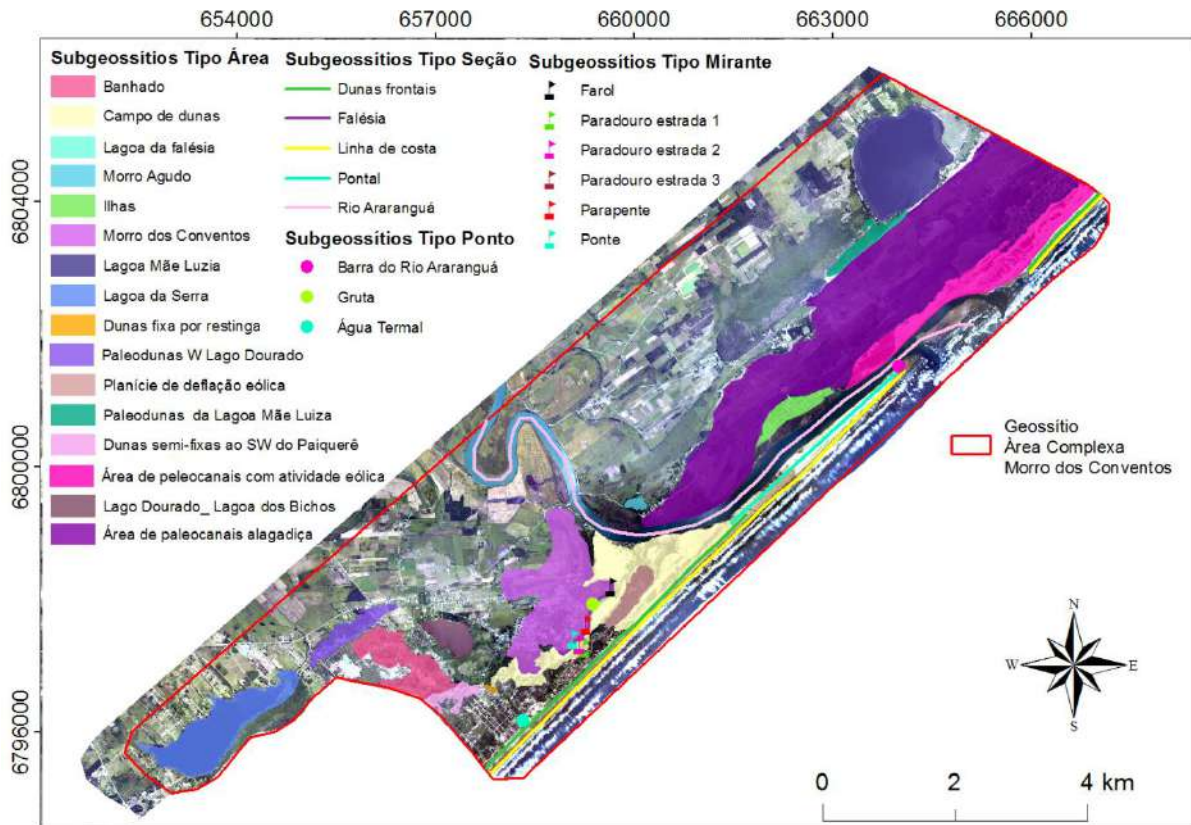 654000 657000 660000 663000 666000
Subgeossítios Tipo Área
Banhado
Campo de dunas
Lagoa da falésia
Morro Agudo
Ilhas
Morro dos Conventos
Lagoa Mãe Luzia
Lagoa da Serra
Dunas fixa por restinga
Paleodunas W Lago Dourado
Planície de deflação eólica
Paleodunas da Lagoa Mãe Luiza
Dunas semi-fixas ao SW do Paiquerê
Área de peleocanais com atividade eólica
Lago Dourado_ Lagoa dos Bichos
Área de paleocanais alagadiça
Subgeossítios Tipo Seção
Dunas frontais
Falésia
Linha de costa
Pontal
Rio Araranguá
Subgeossítios Tipo Ponto
Barra do Rio Araranguá
Gruta
Água Termal
Subgeossítios Tipo Mirante
Farol
Paradouro estrada 1
Paradouro estrada 2
Paradouro estrada 3
Parapente
Ponte
6804000
6800000
6796000
Geossítio
Área Complexa
Morro dos Conventos
N
W E
S
0 2 4 km